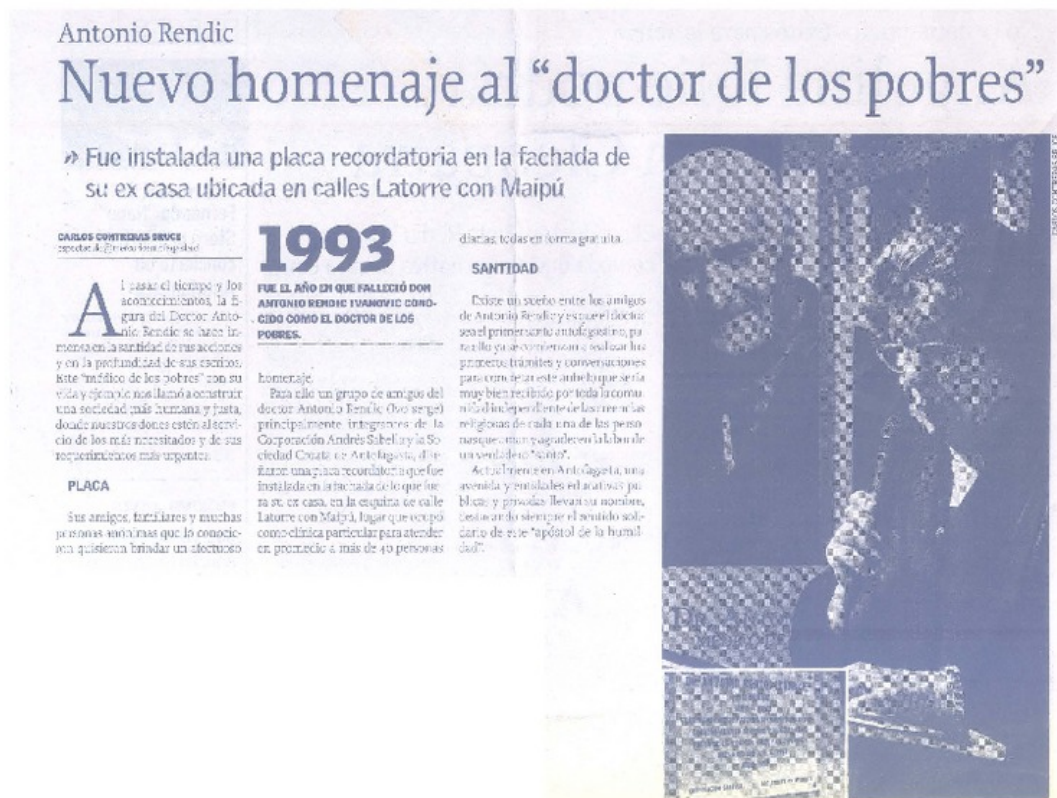 Antonio Rendic
Nuevo homenaje al “doctor de los pobres”
» Fue instalada una placa recordatoria en la fachada de
su ex casa ubicada en calles Latorre con Maipú
CARLOS CONTRERAS BRUCE
Al pasar el tiempo y los
acontecimientos, la fi-
gura del Doctor Anto-
nio Rendic se hace in-
mensa en la santidad de sus acciones
y en la profundidad de sus escritos.
Este “médico de los pobres” con su
vida y ejemplo nos llamó a construir
una sociedad más humana y justa,
donde nuestros dones estén al servi-
cio de los más necesitados y de sus
requerimientos más urgentes.
PLACA
Sus amigos, familiares y muchas
personas anónimas que lo conocie-
ron quisieran brindar un afectuoso
1993
FUE EL AÑO EN QUE FALLECIÓ DON
ANTONIO RENDIC IVANOVIC CONO-
CIDO COMO EL DOCTOR DE LOS
POBRES.
homenaje.
Para ello un grupo de amigos del
doctor Antonio Rendic (Ivo serge)
principalmente integrantes de la
Corporación Andrés Sabella y la So-
ciedad Croata de Antofagasta, dise-
ñaron una placa recordatoria que fue
instalada en la fachada de lo que fue-
ra su ex casa, en la esquina de calle
Latorre con Maipú, lugar que ocupó
como clínica particular para atender
en promedio a más de 40 personas
diarias, todas en forma gratuita.
SANTIDAD
Existe un sueño entre los amigos
de Antonio Rendic y es que el doctor
sea el primer santo antofagastino, pa-
ra ello ya se comienzan a realizar los
primeros trámites y conversaciones
para concretar este anhelo que sería
muy bien recibido por toda la comu-
nidad independiente de las creencias
religiosas de cada una de las perso-
nas que aman y agradecen la labor de
un verdadero “santo”.
Actualmente en Antofagasta, una
avenida y entidades educativas pú-
blicas y privadas llevan su nombre,
destacando siempre el sentido soli-
dario de este “apóstol de la humil-
dad”.